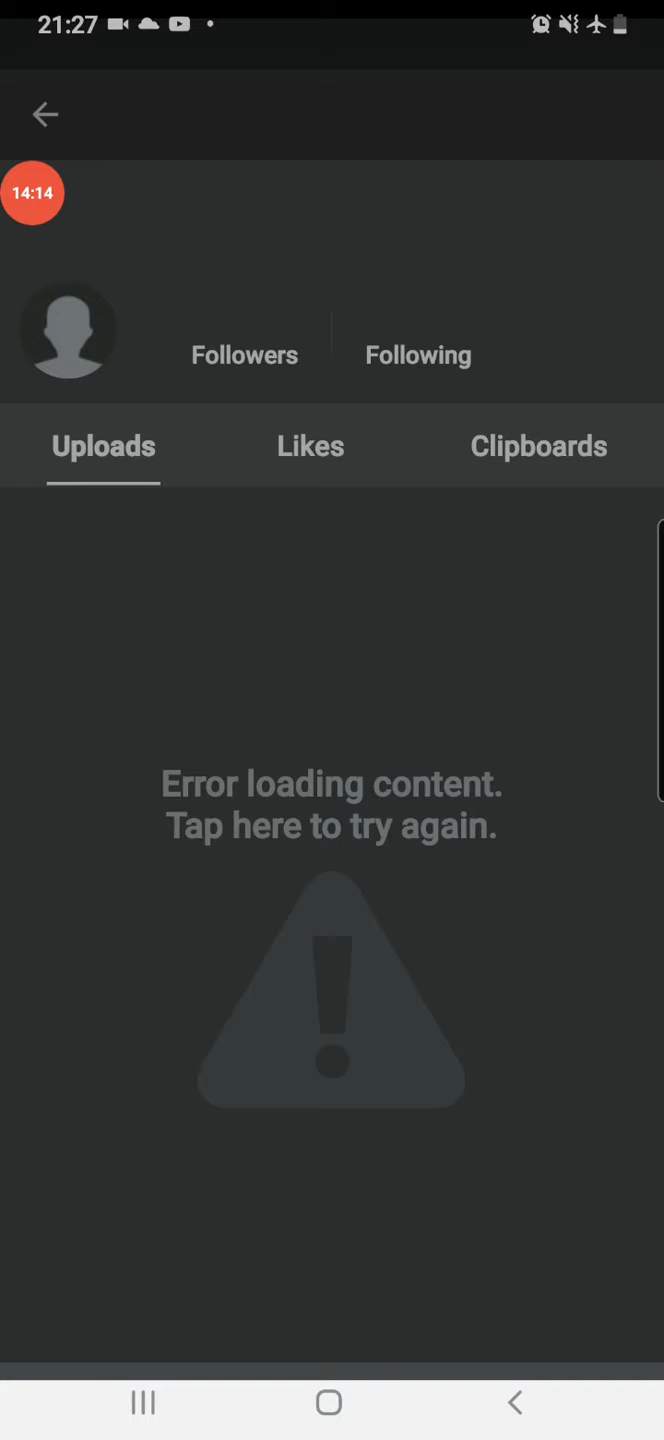 21:27
14:14
Followers
Following
Uploads
Likes
Clipboards
Error loading content.
Tap here to try again.